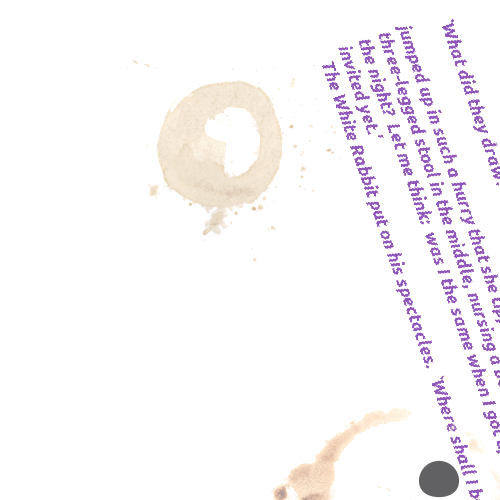 'What did they draw
jumped up in such a hurry that she
three-legged stool in the middle, nursing a
the night? Let me think: was I the same when I got
invited yet.'
The White Rabbit put on his spectacles. 'Where shall I